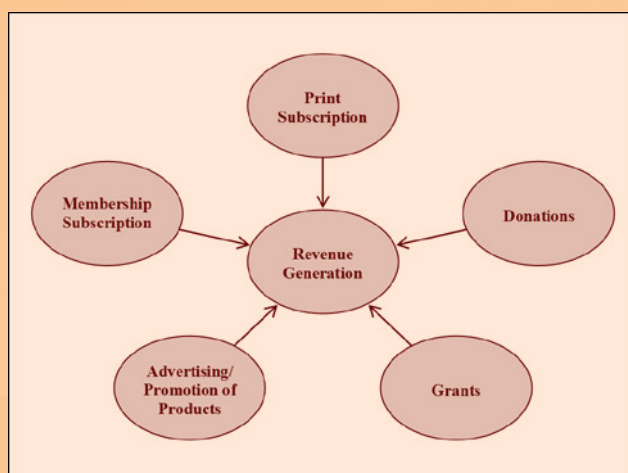 Print
Subscription
Membership
Subscription
Donations
Revenue
Generation
Advertising/
Promotion of
Products
Grants